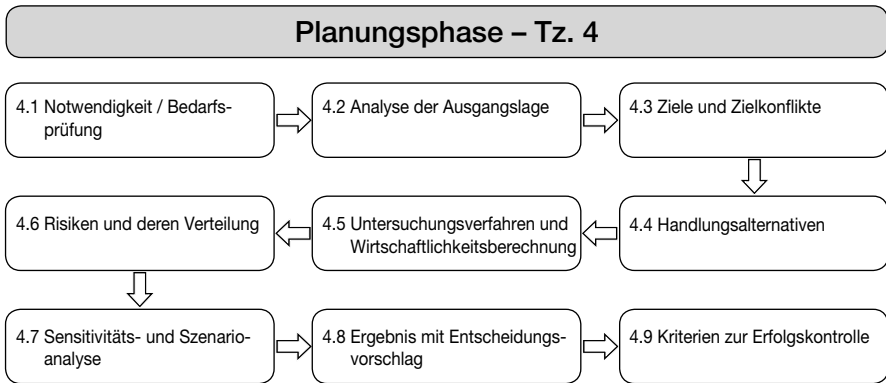 Planungsphase – Tz. 4
4.1 Notwendigkeit / Bedarfs-
prüfung
4.2 Analyse der Ausgangslage
4.3 Ziele und Zielkonflikte
4.4 Handlungsalternativen
4.5 Untersuchungsverfahren und
Wirtschaftlichkeitsberechnung
4.6 Risiken und deren Verteilung
4.7 Sensitivitäts- und Szenario-
analyse
4.8 Ergebnis mit Entscheidungs-
vorschlag
4.9 Kriterien zur Erfolgskontrolle